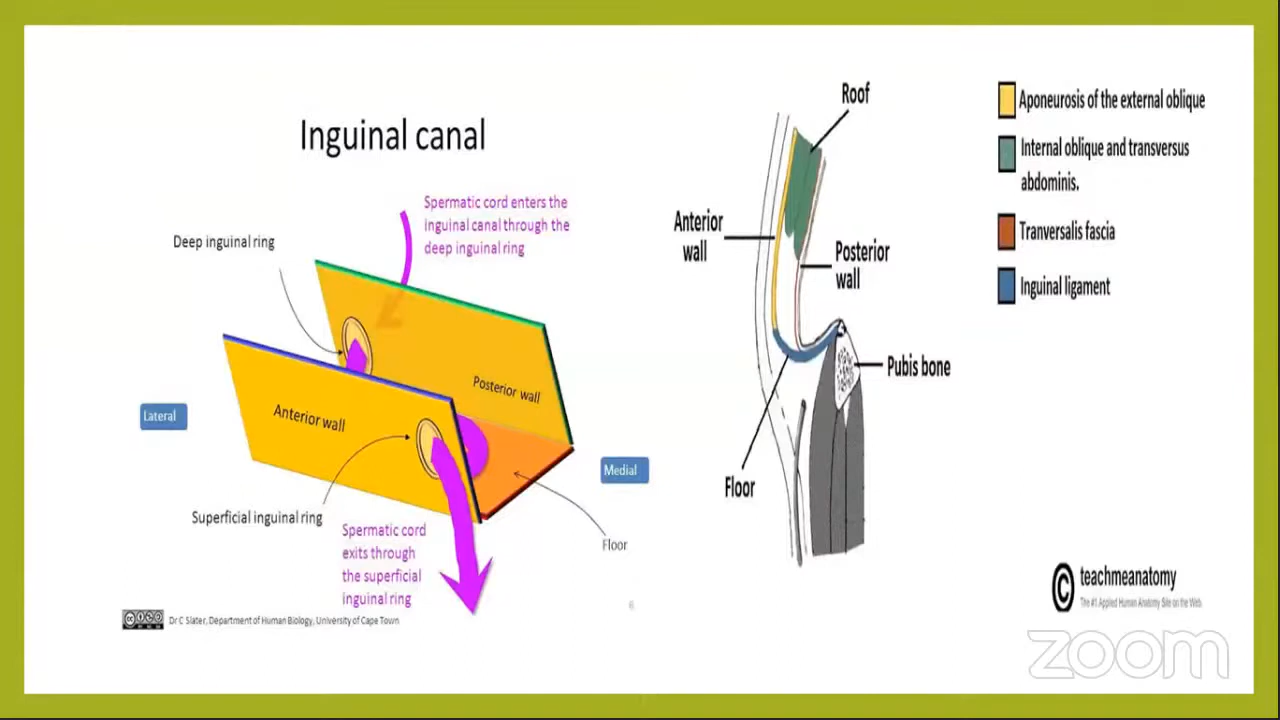 Inguinal canal
Spermatic cord enters the
inguinal canal through the
deep inguinal ring
Deep inguinal ring
Posterior wall
Anterior wall
Lateral
Medial
Superficial inguinal ring
Spermatic cord
exits through
the superficial
inguinal ring
Floor
6
Dr C Slater, Department of Human Biology, University of Cape Town
Roof
Anterior
wall
Posterior
wall
Pubis bone
Floor
Aponeurosis of the external oblique
Internal oblique and transversus
abdominis.
Tranversalis fascia
Inguinal ligament
© teachmeanatomy
The #1 Applied Human Anatomy Site on the Web.
zoom